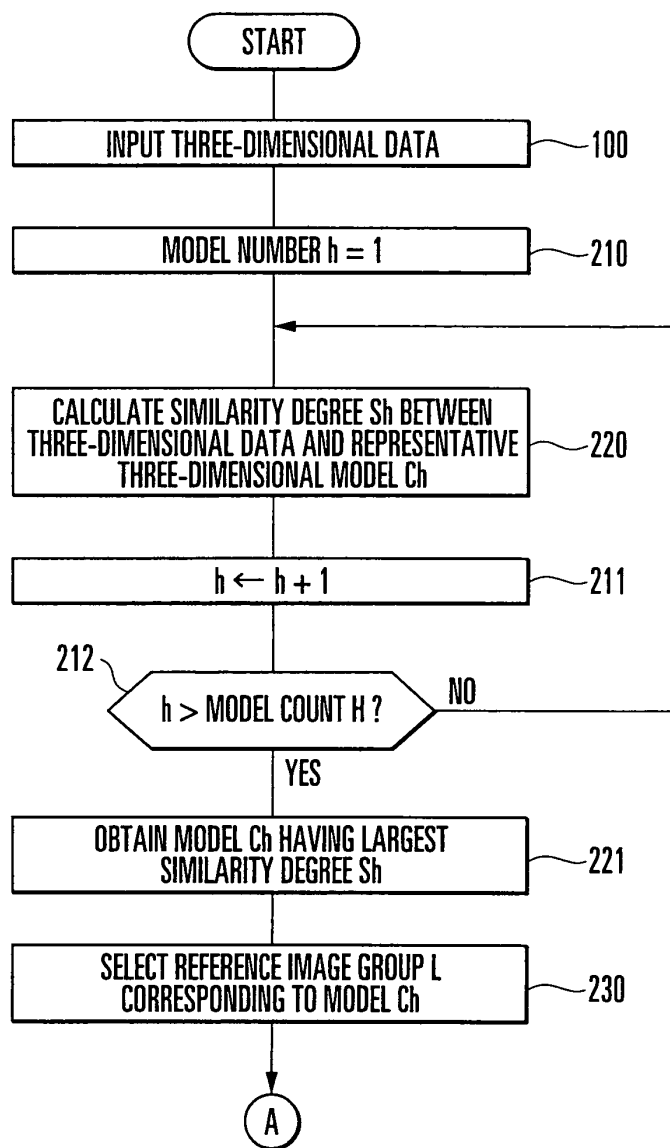 START
INPUT THREE-DIMENSIONAL DATA
100
MODEL NUMBER h = 1
210
CALCULATE SIMILARITY DEGREE Sh BETWEEN
THREE-DIMENSIONAL DATA AND REPRESENTATIVE
THREE-DIMENSIONAL MODEL Ch
220
h ← h + 1
211
212
h > MODEL COUNT H ?
NO
YES
OBTAIN MODEL Ch HAVING LARGEST
SIMILARITY DEGREE Sh
221
SELECT REFERENCE IMAGE GROUP L
CORRESPONDING TO MODEL Ch
230
A